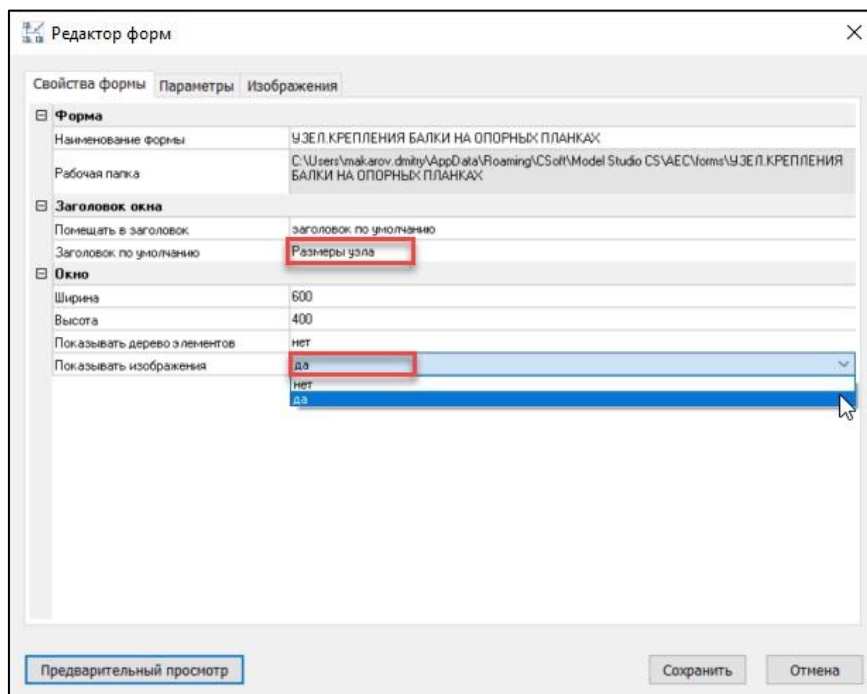 Редактор форм
Свойства формы Параметры Изображения
Форма
Наименование формы УЗЕЛ.КРЕПЛЕНИЯ БАЛКИ НА ОПОРНЫХ ПЛАНКАХ
Рабочая папка C:\Users\makarov.dmitry\AppData\Roaming\CSoft\Model Studio CS\AEC\forms\УЗЕЛ.КРЕПЛЕНИЯ
БАЛКИ НА ОПОРНЫХ ПЛАНКАХ
Заголовок окна
Помещать в заголовок заголовок по умолчанию
Заголовок по умолчанию Размеры узла
Окно
Ширина 600
Высота 400
Показывать дерево элементов нет
Показывать изображения да
нет
да
Предварительный просмотр Сохранить Отмена